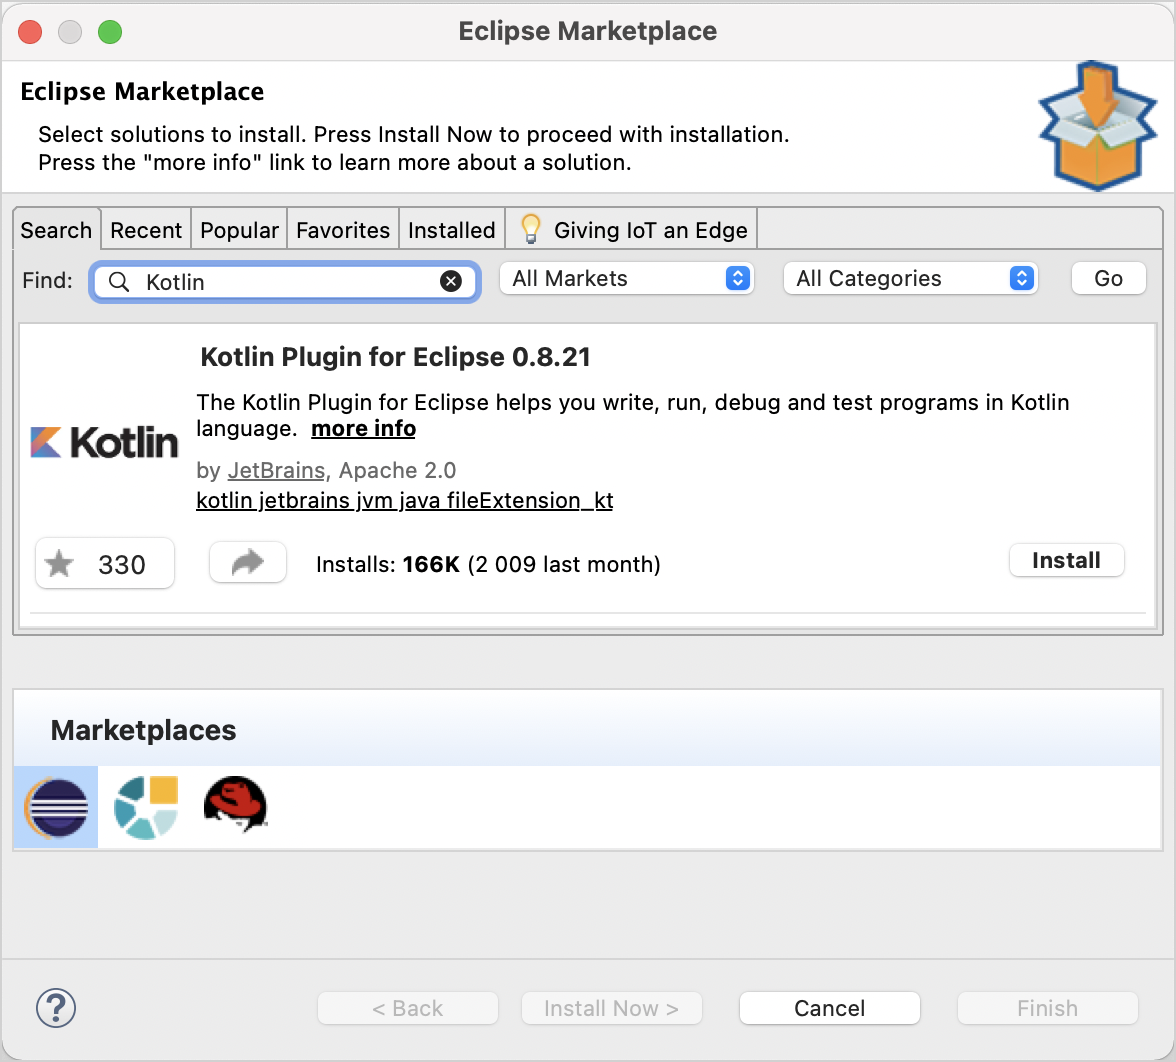 Eclipse Marketplace
Eclipse Marketplace
Select solutions to install. Press Install Now to proceed with installation.
Press the "more info" link to learn more about a solution.
Search Recent Popular Favorites Installed Giving IoT an Edge
Find: Kotlin All Markets All Categories Go
Kotlin Plugin for Eclipse 0.8.21
The Kotlin Plugin for Eclipse helps you write, run, debug and test programs in Kotlin
language. more info
Kotlin
by JetBrains, Apache 2.0
kotlin jetbrains jvm java fileExtension_kt
330 Installs: 166K (2 009 last month) Install
Marketplaces
? < Back Install Now > Cancel Finish